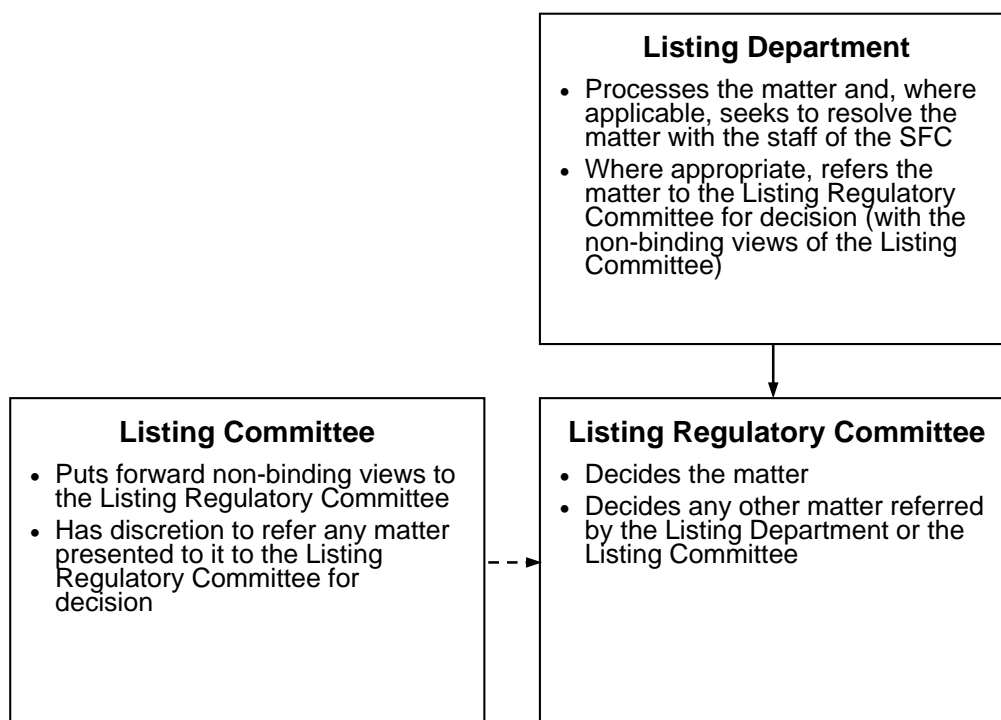 Listing Department
• Processes the matter and, where
applicable, seeks to resolve the
matter with the staff of the SFC
• Where appropriate, refers the
matter to the Listing Regulatory
Committee for decision (with the
non-binding views of the Listing
Committee)
Listing Committee
• Puts forward non-binding views to
the Listing Regulatory Committee
• Has discretion to refer any matter
presented to it to the Listing
Regulatory Committee for
decision
Listing Regulatory Committee
• Decides the matter
• Decides any other matter referred
by the Listing Department or the
Listing Committee